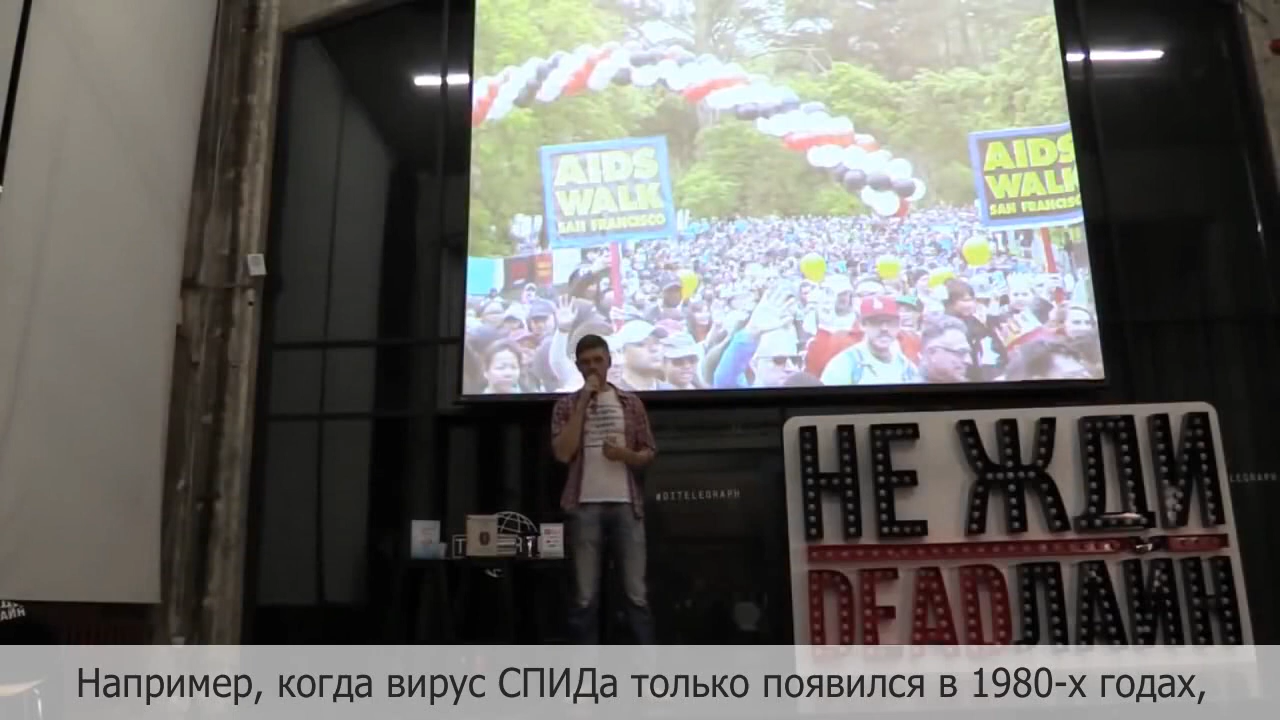 AIDS
WALK
SAN FRANCISCO
AIDS
WALK
SAN FRANCISCO
#DITELEGRAPH
НЕ ЖДИ
DEADЛАЙН
Например, когда вирус СПИДа только появился в 1980-х годах,